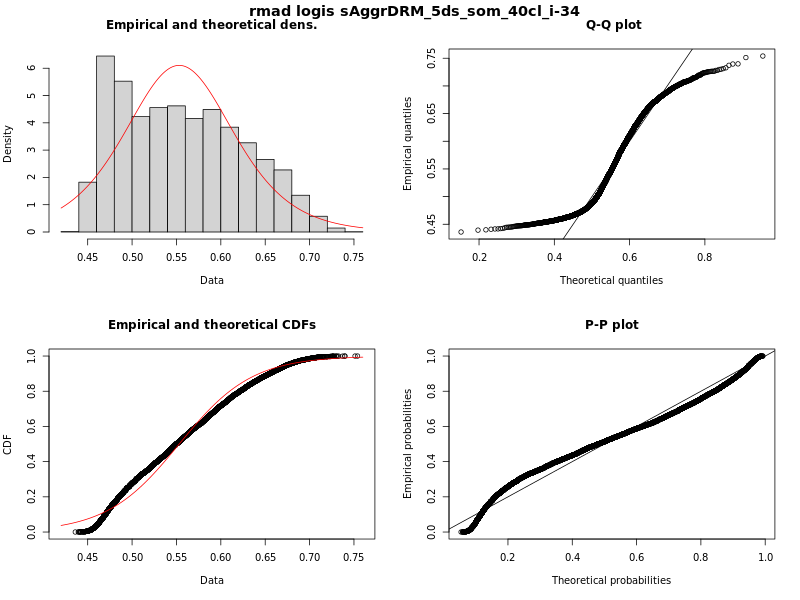 rmad logis sAggrDRM_5ds_som_40cl_i-34
Empirical and theoretical dens.
Density
0 1 2 3 4 5 6
0.45 0.50 0.55 0.60 0.65 0.70 0.75
Data
Q-Q plot
Empirical quantiles
0.45 0.55 0.65 0.75
0.2 0.4 0.6 0.8
Theoretical quantiles
Empirical and theoretical CDFs
CDF
0.0 0.2 0.4 0.6 0.8 1.0
0.45 0.50 0.55 0.60 0.65 0.70 0.75
Data
P-P plot
Empirical probabilities
0.0 0.2 0.4 0.6 0.8 1.0
0.2 0.4 0.6 0.8 1.0
Theoretical probabilities